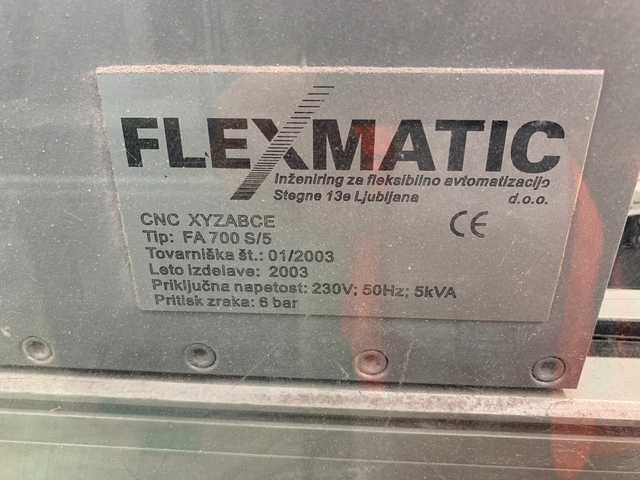 FLEXMATIC
Inženiring za fleksibilno avtomatizacijo
Stegne 13e Ljubljana d.o.o.
CNC XYZABCE
Tip: FA 700 S/5
Tovarniška št.: 01/2003
Leto izdelave: 2003
Priključna napetost: 230V; 50Hz; 5kVA
Pritisk zraka: 6 bar
CE